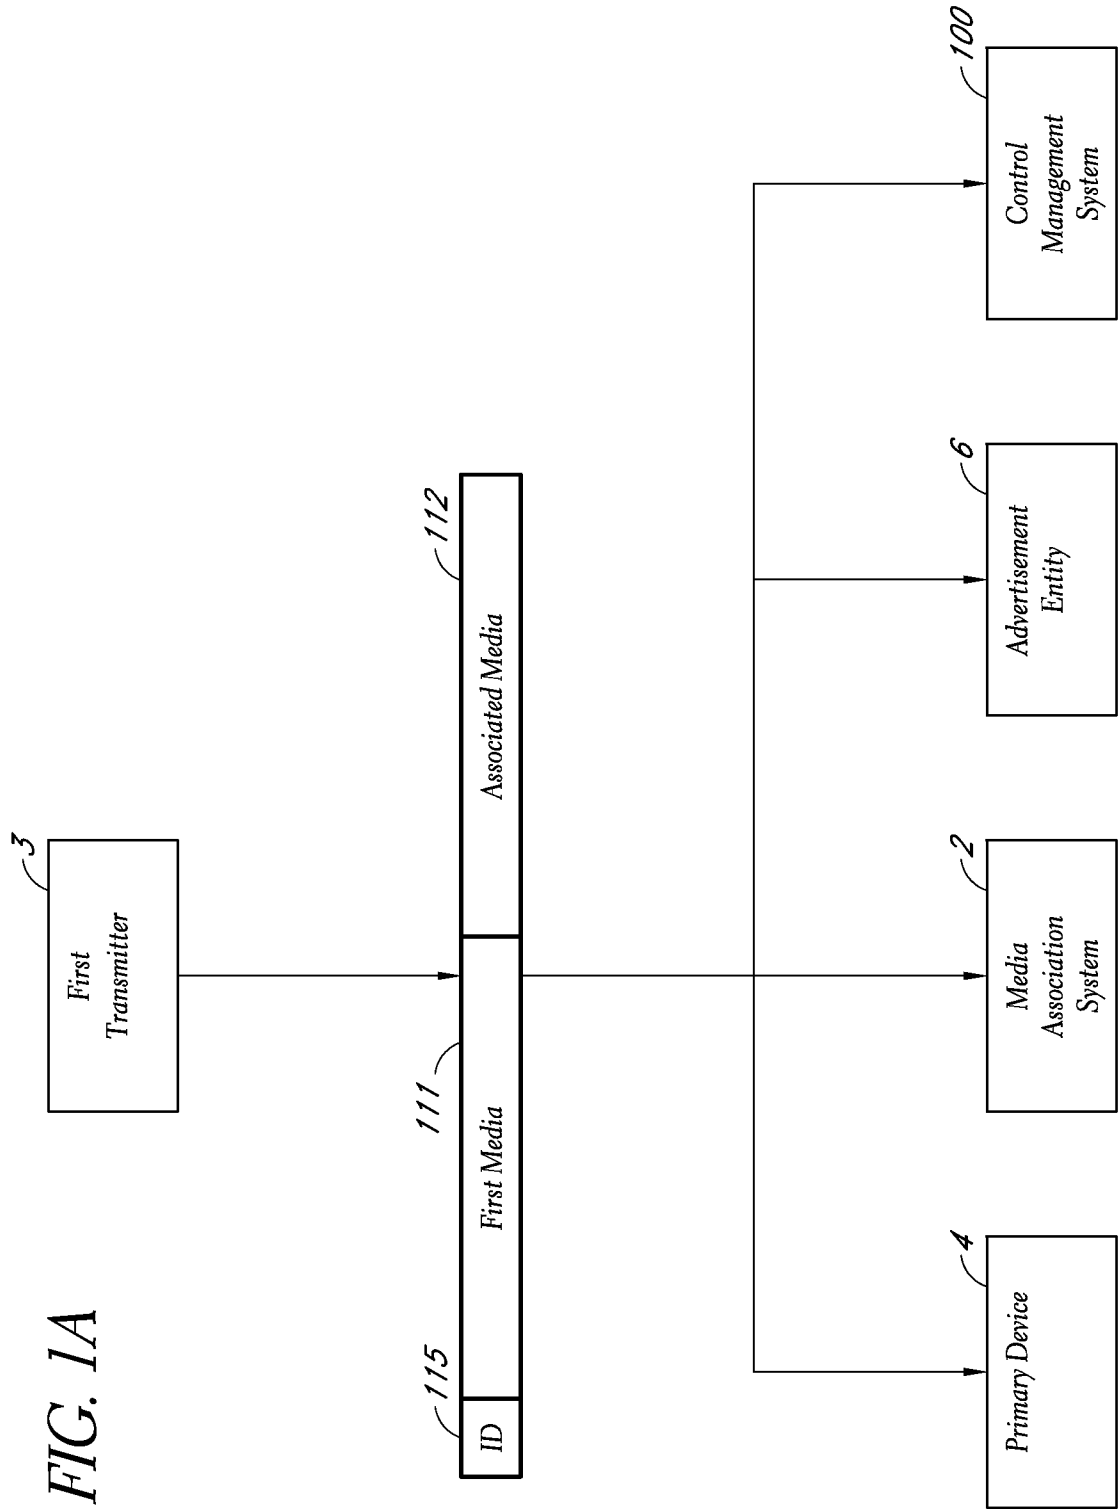 FIG. 1A
3
First
Transmitter
115
111
112
ID
First Media
Associated Media
4
2
6
100
Primary Device
Media
Association
System
Advertisement
Entity
Control
Management
System